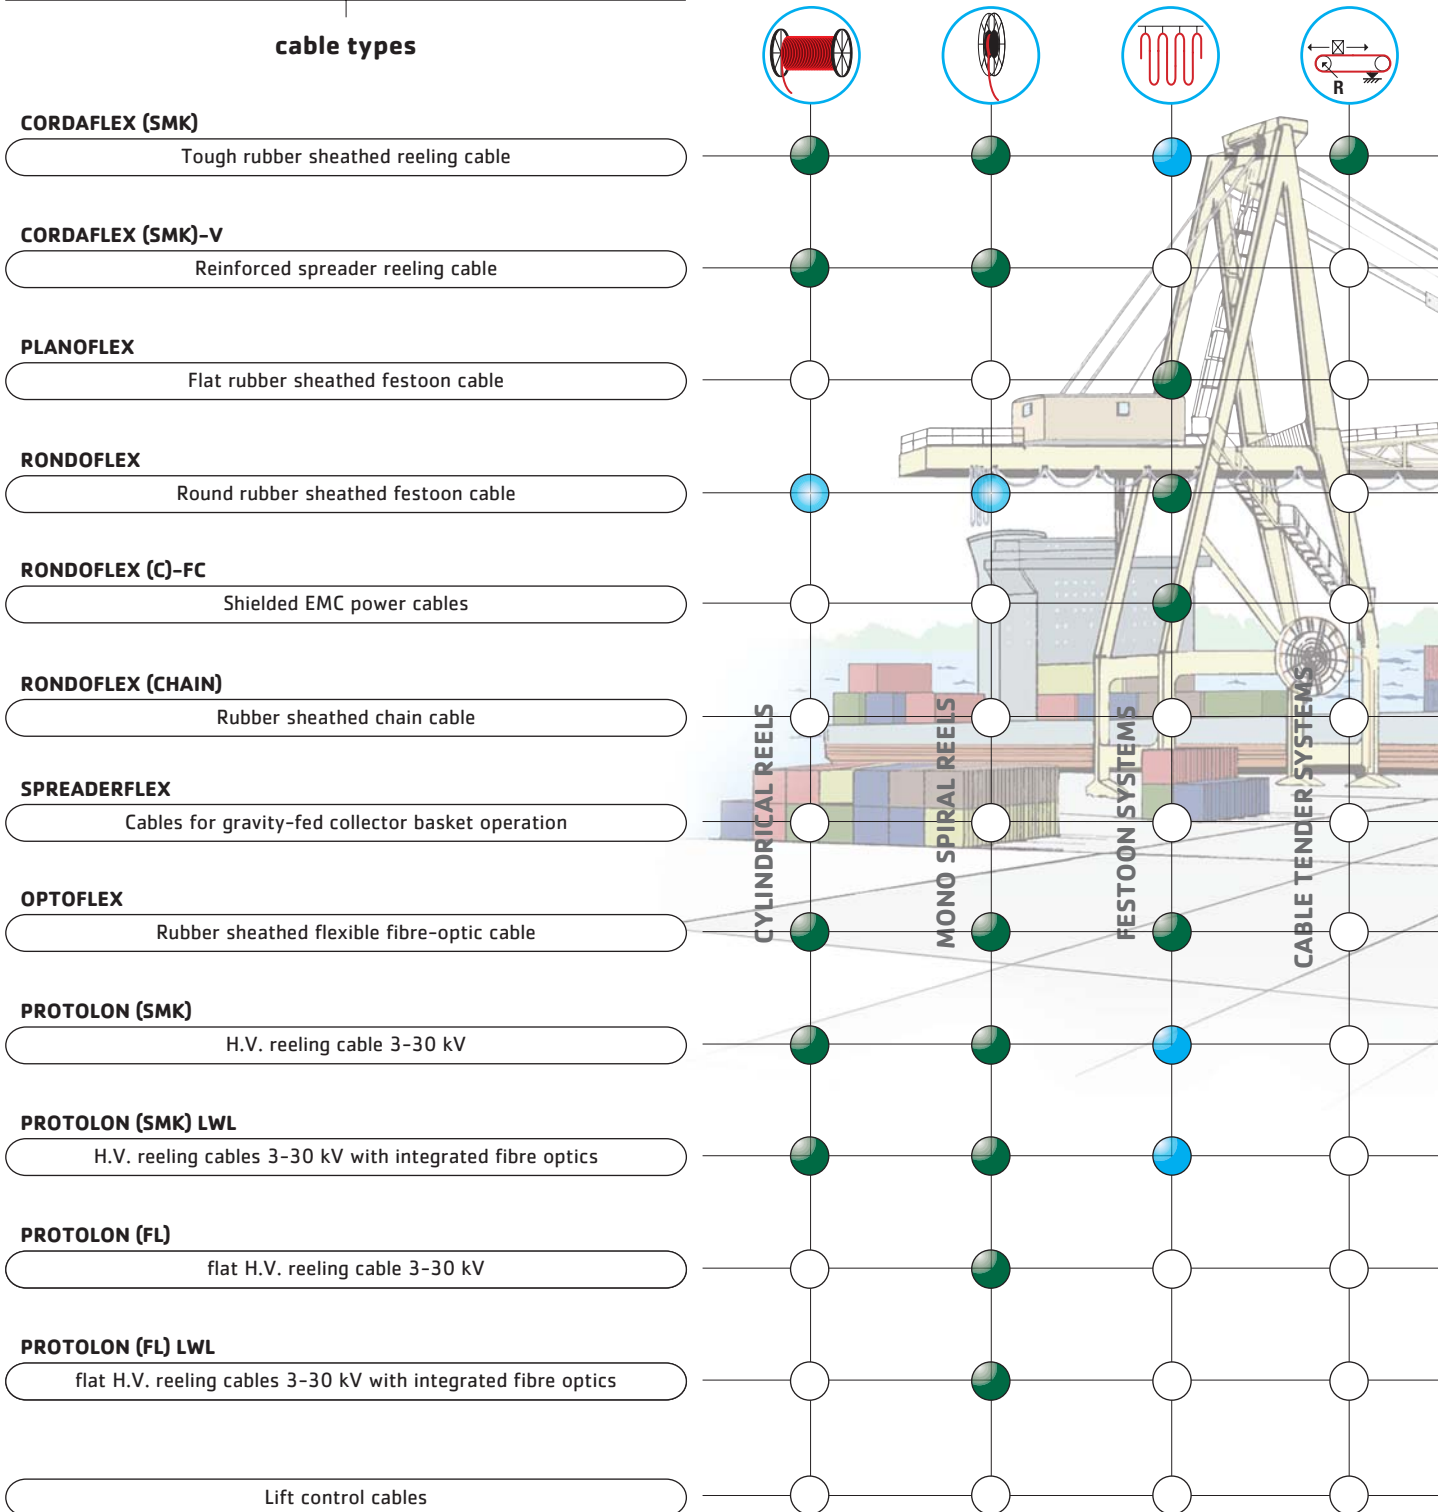 cable types
R
CORDAFLEX (SMK)
Tough rubber sheathed reeling cable
CORDAFLEX (SMK)-V
Reinforced spreader reeling cable
PLANOFLEX
Flat rubber sheathed festoon cable
RONDOFLEX
Round rubber sheathed festoon cable
RONDOFLEX (C)-FC
Shielded EMC power cables
RONDOFLEX (CHAIN)
Rubber sheathed chain cable
SPREADERFLEX
Cables for gravity-fed collector basket operation
OPTOFLEX
Rubber sheathed flexible fibre-optic cable
PROTOLON (SMK)
H.V. reeling cable 3-30 kV
PROTOLON (SMK) LWL
H.V. reeling cables 3-30 kV with integrated fibre optics
PROTOLON (FL)
flat H.V. reeling cable 3-30 kV
PROTOLON (FL) LWL
flat H.V. reeling cables 3-30 kV with integrated fibre optics
Lift control cables
CYLINDRICAL REELS
MONO SPIRAL REELS
FESTOON SYSTEMS
CABLE TENDER SYSTEMS